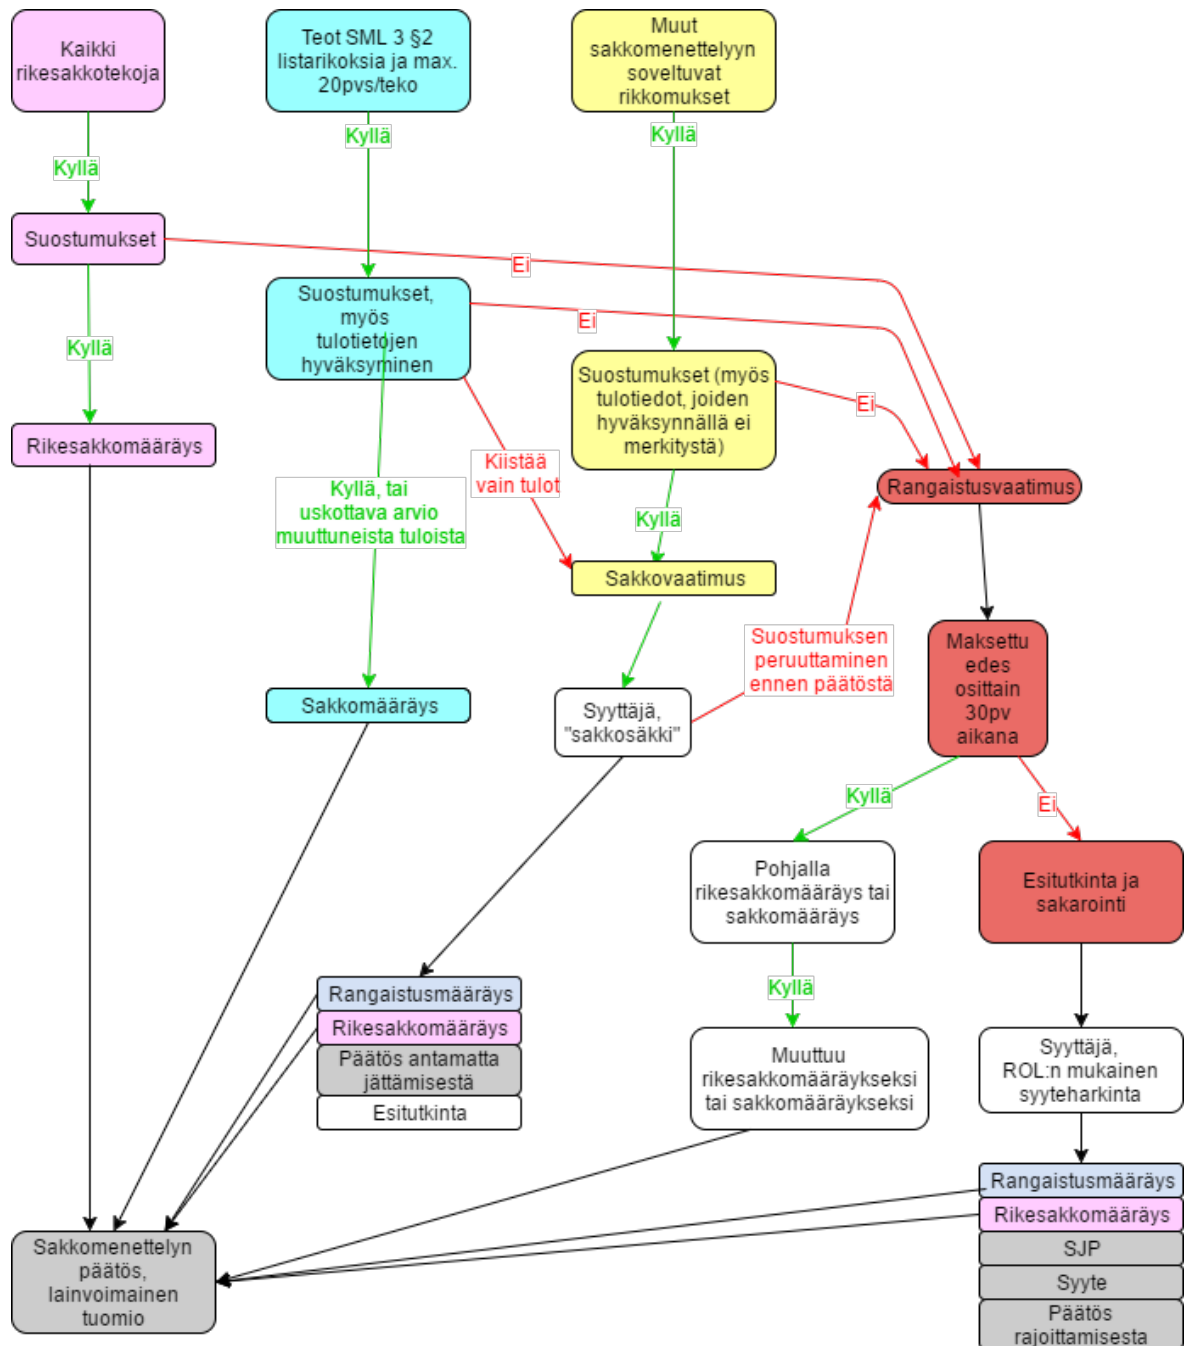 Kaikki
rikesakkotekoja
Teot SML 3 §2
listarikoksia ja max.
20pvs/teko
Muut
sakkomenettelyyn
soveltuvat
rikkomukset
Kyllä
Kyllä
Kyllä
Suostumukset
Ei
Suostumukset,
myös
tulotietojen
hyväksyminen
Ei
Kyllä
Suostumukset (myös
tulotiedot, joiden
hyväksynnällä ei
merkitystä)
Ei
Rikesakkomääräys
Kiistää
vain tulot
Kyllä, tai
uskottava arvio
muuttuneista tuloista
Kyllä
Rangaistusvaatimus
Sakkovaatimus
Suostumuksen
peruuttaminen
ennen päätöstä
Maksettu
edes
osittain
30pv
aikana
Sakkomääräys
Syyttäjä,
"sakkosäkki"
Kyllä
Ei
Pohjalla
rikesakkomääräys tai
sakkomääräys
Esitutkinta ja
sakarointi
Kyllä
Rangaistusmääräys
Rikesakkomääräys
Päätös antamatta
jättämisestä
Esitutkinta
Muuttuu
rikesakkomääräykseksi
tai sakkomääräykseksi
Syyttäjä,
ROL:n mukainen
syyteharkinta
Rangaistusmääräys
Rikesakkomääräys
SJP
Syyte
Päätös
rajoittamisesta
Sakkomenettelyn
päätös,
lainvoimainen
tuomio